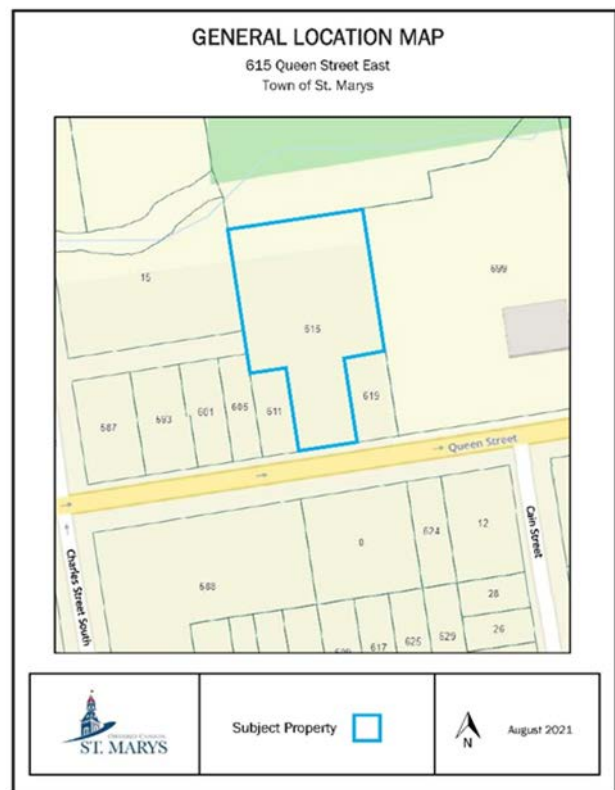 GENERAL LOCATION MAP
615 Queen Street East
Town of St. Marys
15
699
615
587
593
601
605
611
619
Queen Street
Charles Street South
Cain Street
588
0
624
12
28
26
617
625
629
ST. MARYS
Subject Property
N
August 2021